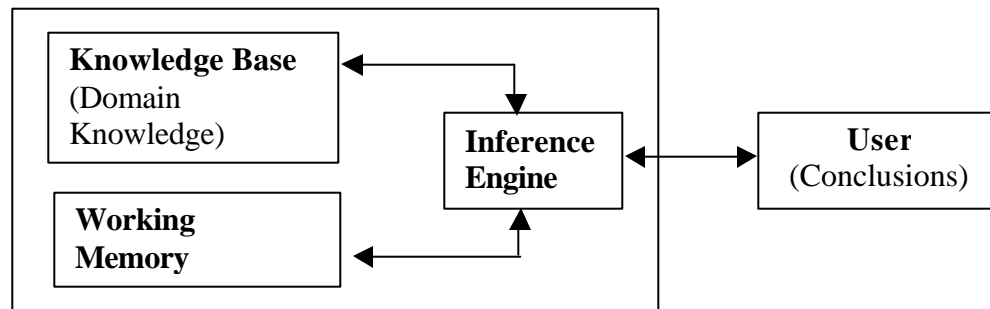 Knowledge Base
(Domain
Knowledge)
Inference
Engine
User
(Conclusions)
Working
Memory